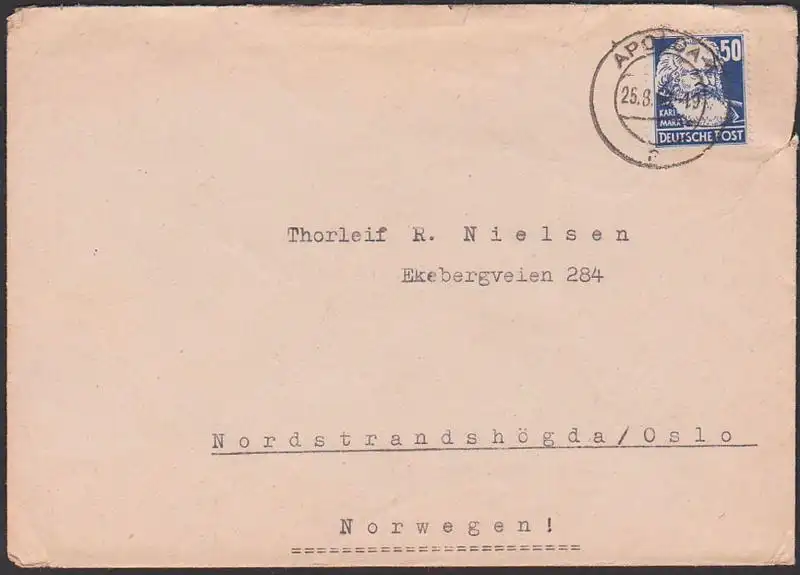 APOLDA
50
25.8.
KARL
MARX
DEUTSCHE POST
Thorleif R. Nielsen
Ekebergveien 284
Nordstrandshögda/Oslo
Norwegen!